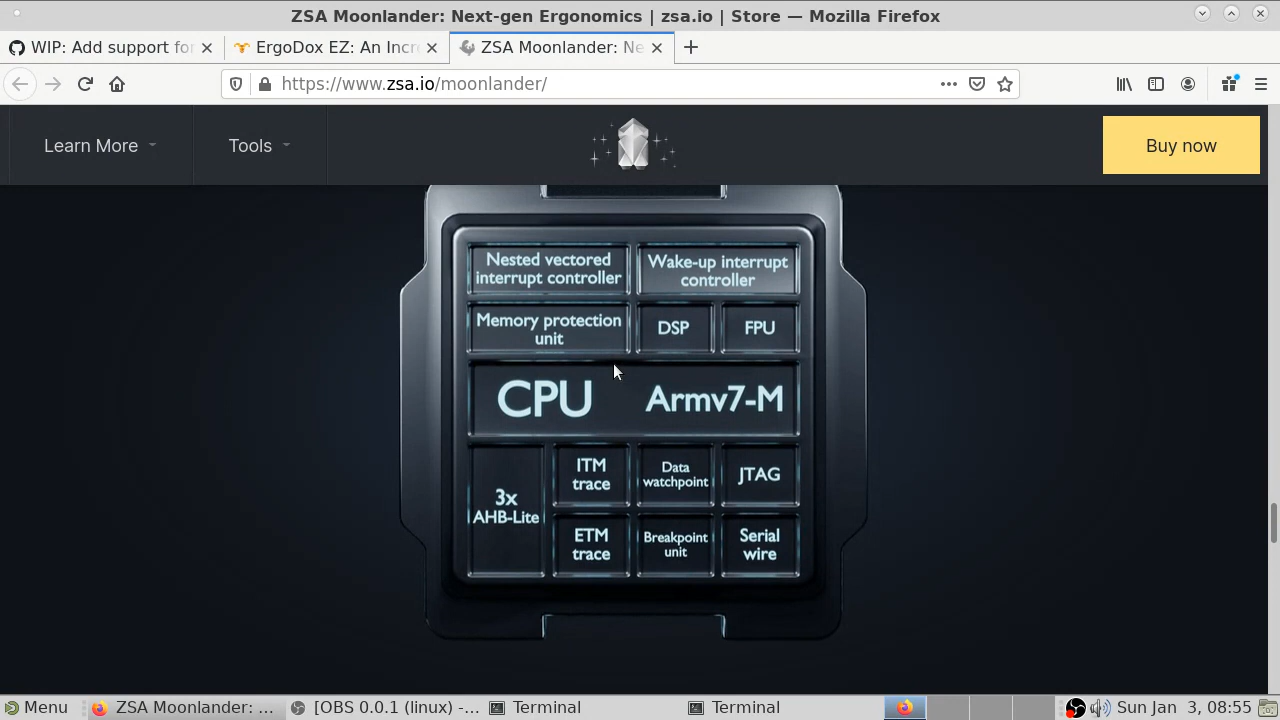 ZSA Moonlander: Next-gen Ergonomics | zsa.io | Store — Mozilla Firefox
WIP: Add support for
ErgoDox EZ: An Incr
ZSA Moonlander: Ne
https://www.zsa.io/moonlander/
Learn More
Tools
Buy now
Nested vectored
interrupt controller
Wake-up interrupt
controller
Memory protection
unit
DSP
FPU
CPU
Armv7-M
3x
AHB-Lite
ITM
trace
Data
watchpoint
JTAG
ETM
trace
Breakpoint
unit
Serial
wire
Menu
ZSA Moonlander: ...
[OBS 0.0.1 (linux) -...
Terminal
Terminal
Sun Jan  3, 08:55